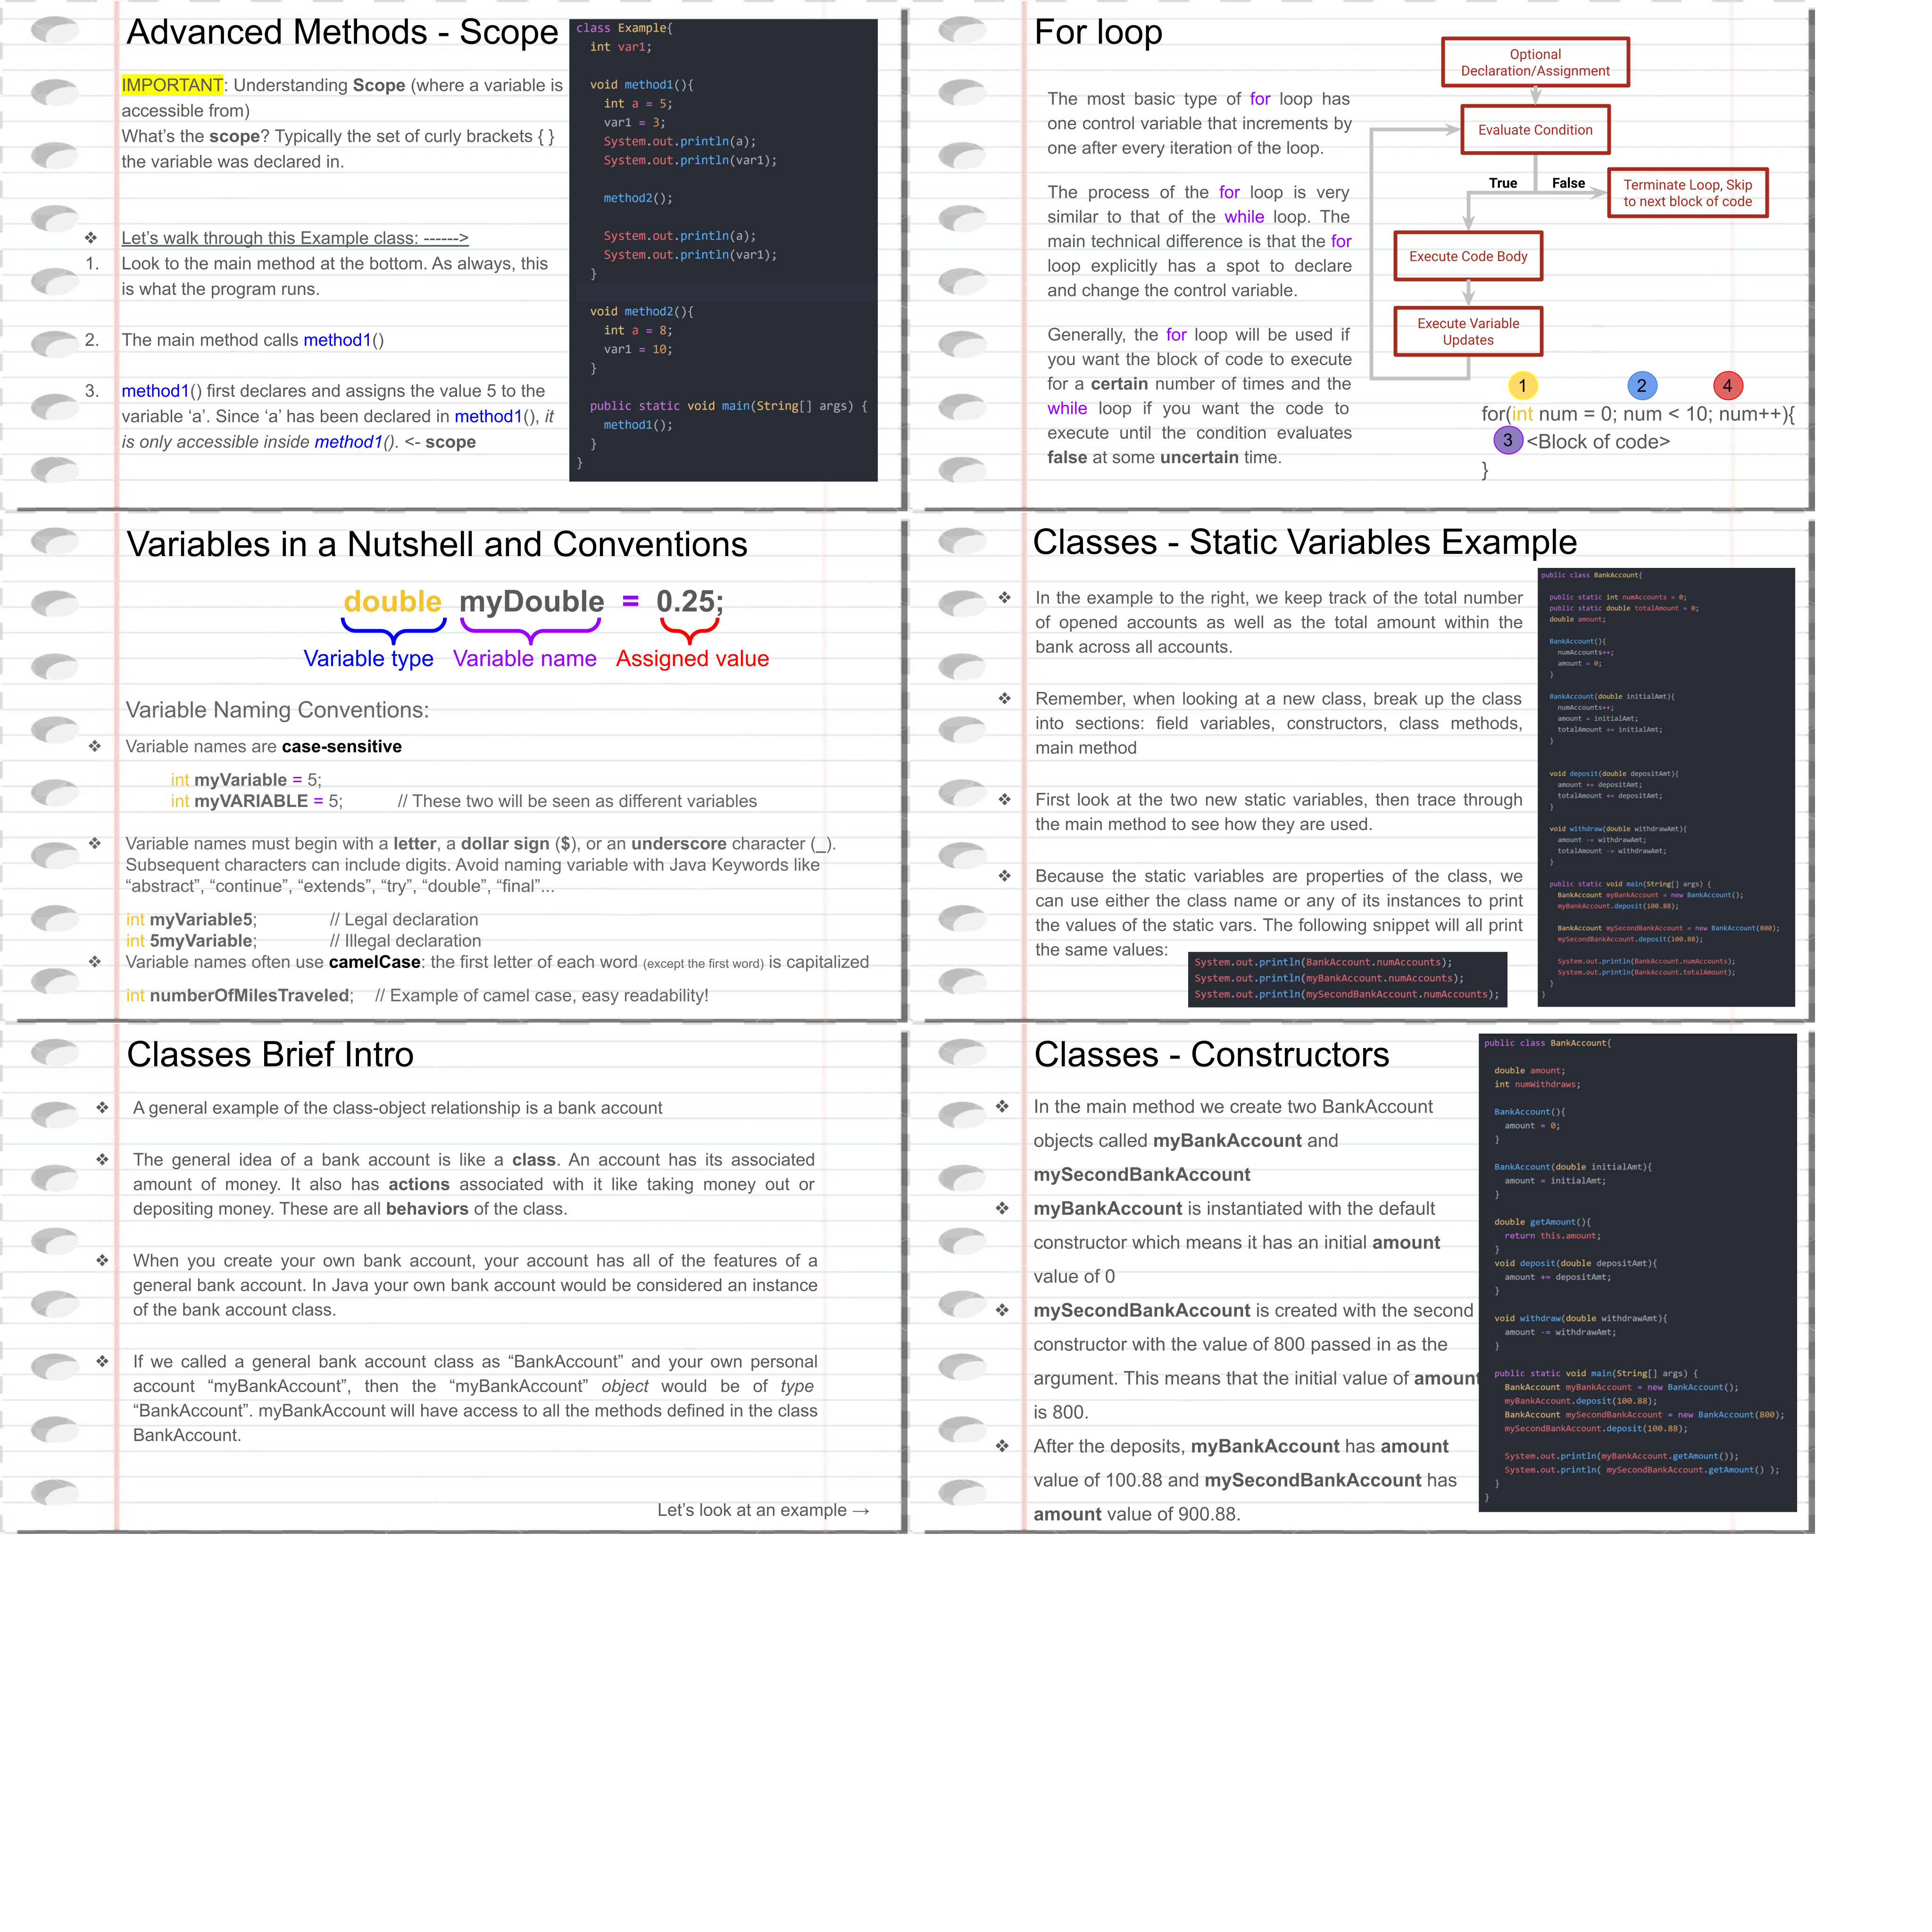 Advanced Methods - Scope
IMPORTANT: Understanding Scope (where a variable is
accessible from)
What's the scope? Typically the set of curly brackets { }
the variable was declared in.
❖ Let's walk through this Example class: ------>
1. Look to the main method at the bottom. As always, this
is what the program runs.
2. The main method calls method1()
3. method1() first declares and assigns the value 5 to the
variable ‘a’. Since ‘a’ has been declared in method1(), it
is only accessible inside method1(). <- scope
class Example{
int var1;
void method1(){
int a = 5;
var1 = 3;
System.out.println(a);
System.out.println(var1);
method2();
System.out.println(a);
System.out.println(var1);
}
void method2(){
int a = 8;
var1 = 10;
}
public static void main(String[] args) {
method1();
}
}
For loop
The most basic type of for loop has
one control variable that increments by
one after every iteration of the loop.
The process of the for loop is very
similar to that of the while loop. The
main technical difference is that the for
loop explicitly has a spot to declare
and change the control variable.
Generally, the for loop will be used if
you want the block of code to execute
for a certain number of times and the
while loop if you want the code to
execute until the condition evaluates
false at some uncertain time.
Optional
Declaration/Assignment
Evaluate Condition
True False
Terminate Loop, Skip
to next block of code
Execute Code Body
Execute Variable
Updates
1 2 4
for(int num = 0; num < 10; num++){
3 <Block of code>
}
Variables in a Nutshell and Conventions
double myDouble = 0.25;
Variable type Variable name Assigned value
Variable Naming Conventions:
❖ Variable names are case-sensitive
int myVariable = 5;
int myVARIABLE = 5; // These two will be seen as different variables
❖ Variable names must begin with a letter, a dollar sign ($), or an underscore character (_).
Subsequent characters can include digits. Avoid naming variable with Java Keywords like
“abstract”, “continue”, “extends”, “try”, “double”, “final”...
int myVariable5; // Legal declaration
int 5myVariable; // Illegal declaration
❖ Variable names often use camelCase: the first letter of each word (except the first word) is capitalized
int numberOfMilesTraveled; // Example of camel case, easy readability!
Classes - Static Variables Example
❖ In the example to the right, we keep track of the total number
of opened accounts as well as the total amount within the
bank across all accounts.
❖ Remember, when looking at a new class, break up the class
into sections: field variables, constructors, class methods,
main method
❖ First look at the two new static variables, then trace through
the main method to see how they are used.
❖ Because the static variables are properties of the class, we
can use either the class name or any of its instances to print
the values of the static vars. The following snippet will all print
the same values:
System.out.println(BankAccount.numAccounts);
System.out.println(myBankAccount.numAccounts);
System.out.println(mySecondBankAccount.numAccounts);
public class BankAccount{
public static int numAccounts = 0;
public static double totalAmount = 0;
double amount;
BankAccount(){
numAccounts++;
amount = 0;
}
BankAccount(double initialAmt){
numAccounts++;
amount = initialAmt;
totalAmount += initialAmt;
}
void deposit(double depositAmt){
amount += depositAmt;
totalAmount += depositAmt;
}
void withdraw(double withdrawAmt){
amount -= withdrawAmt;
totalAmount -= withdrawAmt;
}
public static void main(String[] args) {
BankAccount myBankAccount = new BankAccount();
myBankAccount.deposit(100.88);
BankAccount mySecondBankAccount = new BankAccount(800);
mySecondBankAccount.deposit(100.88);
System.out.println(BankAccount.numAccounts);
System.out.println(BankAccount.totalAmount);
}
}
Classes Brief Intro
❖ A general example of the class-object relationship is a bank account
❖ The general idea of a bank account is like a class. An account has its associated
amount of money. It also has actions associated with it like taking money out or
depositing money. These are all behaviors of the class.
❖ When you create your own bank account, your account has all of the features of a
general bank account. In Java your own bank account would be considered an instance
of the bank account class.
❖ If we called a general bank account class as “BankAccount” and your own personal
account “myBankAccount”, then the “myBankAccount” object would be of type
“BankAccount”. myBankAccount will have access to all the methods defined in the class
BankAccount.
Let's look at an example →
Classes - Constructors
❖ In the main method we create two BankAccount
objects called myBankAccount and
mySecondBankAccount
❖ myBankAccount is instantiated with the default
constructor which means it has an initial amount
value of 0
❖ mySecondBankAccount is created with the second
constructor with the value of 800 passed in as the
argument. This means that the initial value of amount
is 800.
❖ After the deposits, myBankAccount has amount
value of 100.88 and mySecondBankAccount has
amount value of 900.88.
public class BankAccount{
double amount;
int numWithdraws;
BankAccount(){
amount = 0;
}
BankAccount(double initialAmt){
amount = initialAmt;
}
double getAmount(){
return this.amount;
}
void deposit(double depositAmt){
amount += depositAmt;
}
void withdraw(double withdrawAmt){
amount -= withdrawAmt;
}
public static void main(String[] args) {
BankAccount myBankAccount = new BankAccount();
myBankAccount.deposit(100.88);
BankAccount mySecondBankAccount = new BankAccount(800);
mySecondBankAccount.deposit(100.88);
System.out.println(myBankAccount.getAmount());
System.out.println( mySecondBankAccount.getAmount() );
}
}